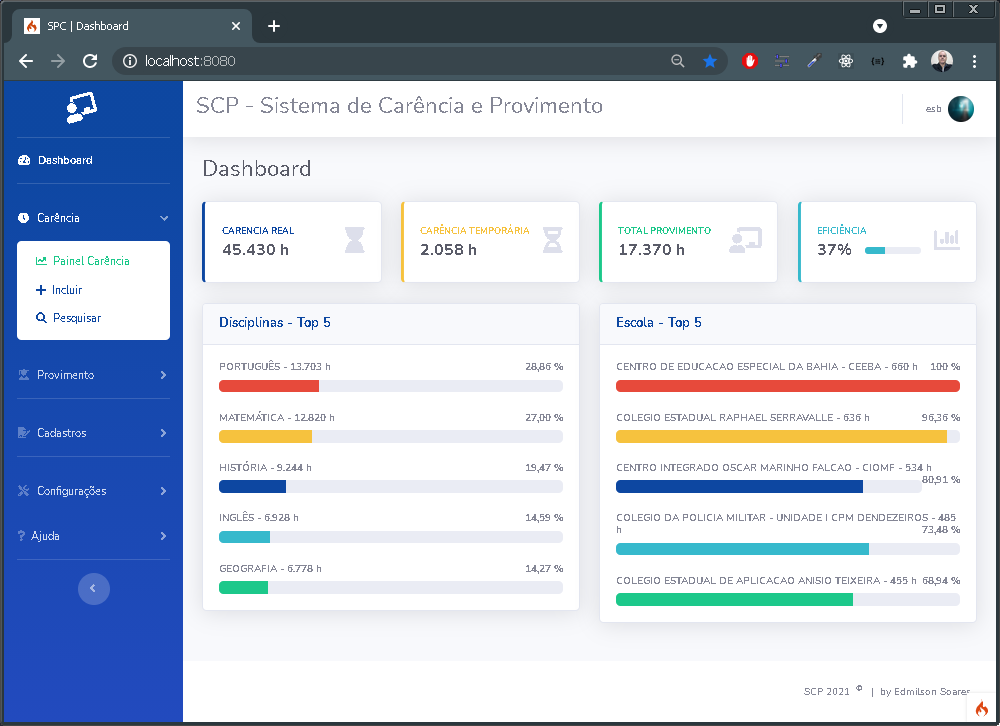 SPC | Dashboard
localhost:8080
SCP - Sistema de Carência e Provimento
esb
Dashboard
Carência
Painel Carência
Incluir
Pesquisar
Provimento
Cadastros
Configurações
Ajuda
Dashboard
CARENCIA REAL
45.430 h
CARÊNCIA TEMPORÁRIA
2.058 h
TOTAL PROVIMENTO
17.370 h
EFICIÊNCIA
37%
Disciplinas - Top 5
PORTUGUÊS - 13.703 h 28,86 %
MATEMÁTICA - 12.820 h 27,00 %
HISTÓRIA - 9.244 h 19,47 %
INGLÊS - 6.928 h 14,59 %
GEOGRAFIA - 6.778 h 14,27 %
Escola - Top 5
CENTRO DE EDUCACAO ESPECIAL DA BAHIA - CEEBA - 660 h 100 %
COLEGIO ESTADUAL RAPHAEL SERRAVALLE - 636 h 96,36 %
CENTRO INTEGRADO OSCAR MARINHO FALCAO - CIOMF - 534 h
80,91 %
COLEGIO DA POLICIA MILITAR - UNIDADE I CPM DENDEZEIROS - 485
h 73,48 %
COLEGIO ESTADUAL DE APLICACAO ANISIO TEIXEIRA - 455 h 68,94 %
SCP 2021 © | by Edmilson Soares